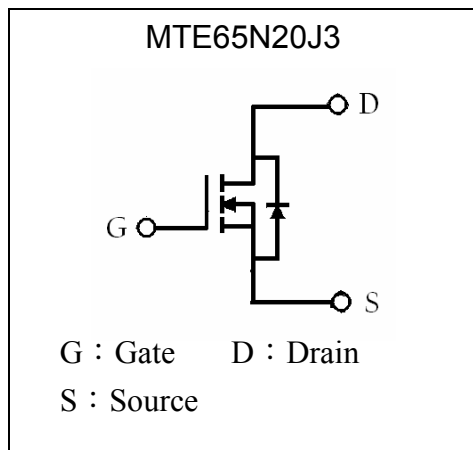 MTE65N20J3
D
G
S
G：Gate D：Drain
S：Source